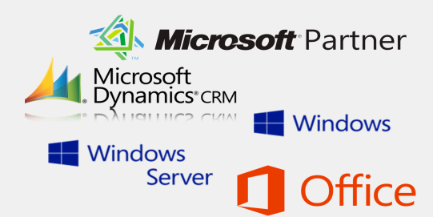 Microsoft® Partner
Microsoft
Dynamics® CRM
Windows
Windows
Server
Office